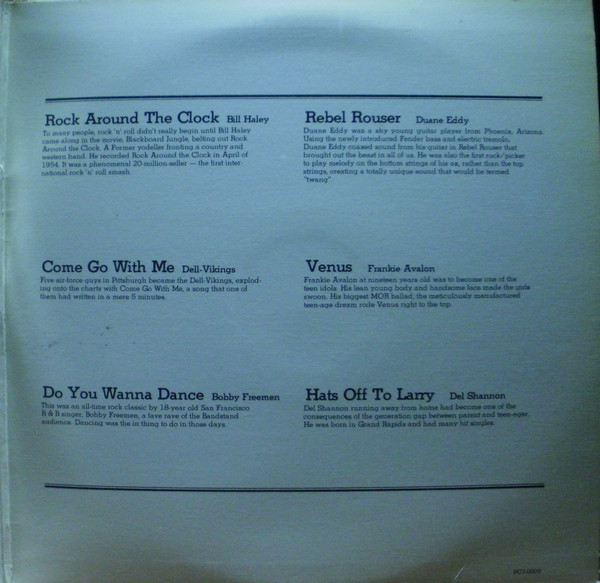 Rock Around The Clock Bill Haley
To many people, rock 'n' roll didn't really begin until Bill Haley
came along in the movie, Blackboard Jungle, belting out Rock
Around the Clock. A Former yodeller fronting a country and
western band. He recorded Rock Around the Clock in April of
1954. It was a phenomenal 20-million-seller — the first inter-
national rock 'n' roll smash.
Rebel Rouser Duane Eddy
Duane Eddy was a sky young guitar player from Phoenix, Arizona.
Using the newly introduced Fender bass and electric tremulo,
Duane Eddy coaxed sound from his guitar in Rebel Rouser that
brought out the beast in all of us. He was also the first rock/picker
to play melody on the bottom strings of his ax, rather than the top
strings, creating a totally unique sound that would be termed
"twang".
Come Go With Me Dell-Vikings
Five air-force guys in Pittsburgh became the Dell-Vikings, explod-
ing onto the charts with Come Go With Me, a song that one of
them had written in a mere 5 minutes.
Venus Frankie Avalon
Frankie Avalon at nineteen years old was to become one of the
teen idols. His lean young body and handsome face made the girls
swoon. His biggest MOR ballad, the meticulously manufactured
teen-age dream rode Venus right to the top.
Do You Wanna Dance Bobby Freemen
This was an all-time rock classic by 18-year old San Francisco
R & B singer, Bobby Freemen, a fave rave of the Bandstand
audience. Dancing was the in thing to do in those days.
Hats Off To Larry Del Shannon
Del Shannon running away from home had become one of the
consequences of the generation gap between parend and teen-ager.
He was born in Grand Rapids and had many hit singles.